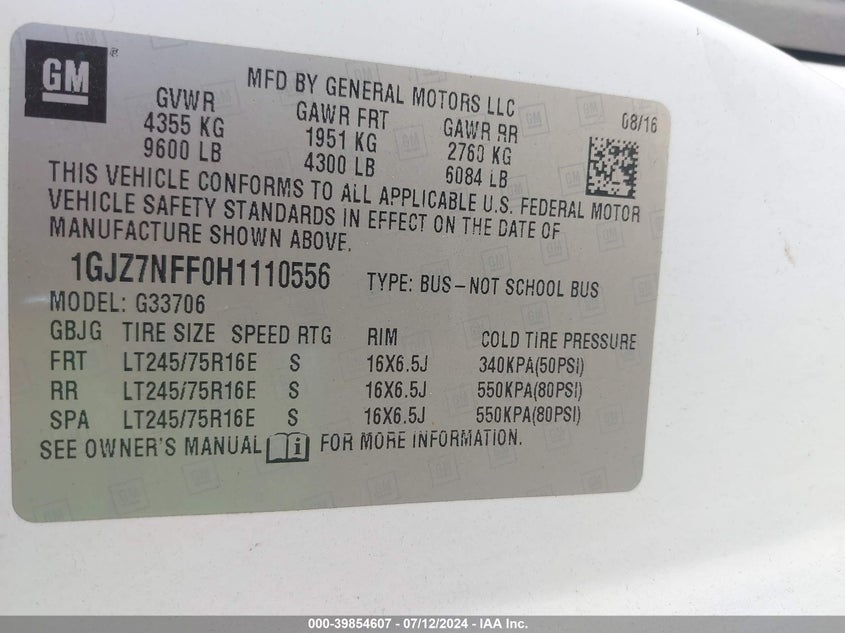 GM
MFD BY GENERAL MOTORS LLC
08/16
GVWR GAWR FRT GAWR RR
4355 KG 1951 KG 2760 KG
9600 LB 4300 LB 6084 LB
THIS VEHICLE CONFORMS TO ALL APPLICABLE U.S. FEDERAL MOTOR
VEHICLE SAFETY STANDARDS IN EFFECT ON THE DATE OF
MANUFACTURE SHOWN ABOVE.
1GJZ7NFF0H1110556 TYPE: BUS–NOT SCHOOL BUS
MODEL: G33706
GBJG TIRE SIZE SPEED RTG RIM COLD TIRE PRESSURE
FRT LT245/75R16E S 16X6.5J 340KPA(50PSI)
RR LT245/75R16E S 16X6.5J 550KPA(80PSI)
SPA LT245/75R16E S 16X6.5J 550KPA(80PSI)
SEE OWNER'S MANUAL i FOR MORE INFORMATION.
000-39854607 - 07/12/2024 - IAA Inc.